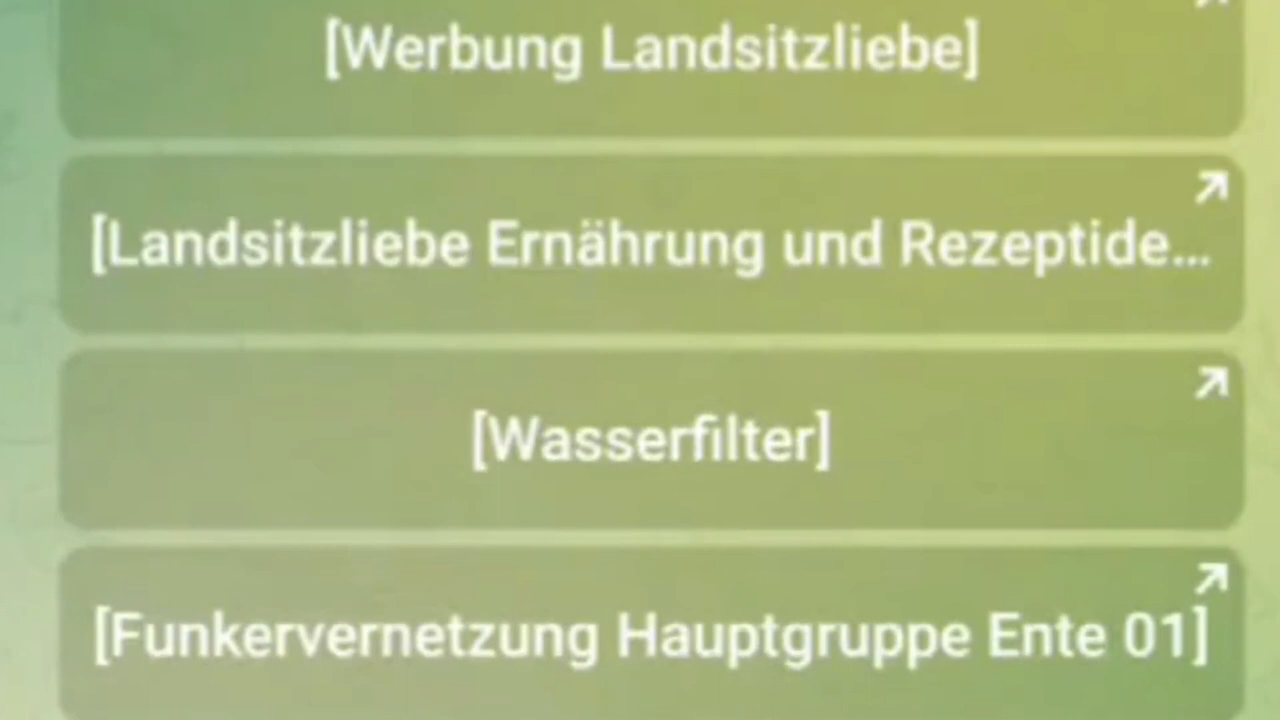 [Werbung Landsitzliebe]
[Landsitzliebe Ernährung und Rezeptide...
[Wasserfilter]
[Funkervernetzung Hauptgruppe Ente 01]